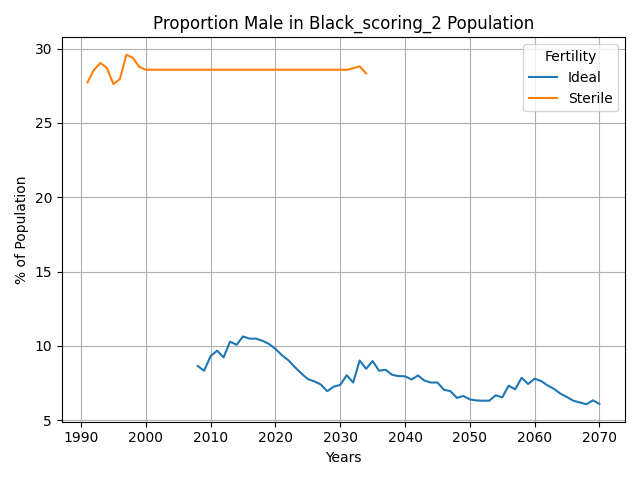 Proportion Male in Black_scoring_2 Population
30
25
20
15
10
5
% of Population
Fertility
Ideal
Sterile
1990 2000 2010 2020 2030 2040 2050 2060 2070
Years